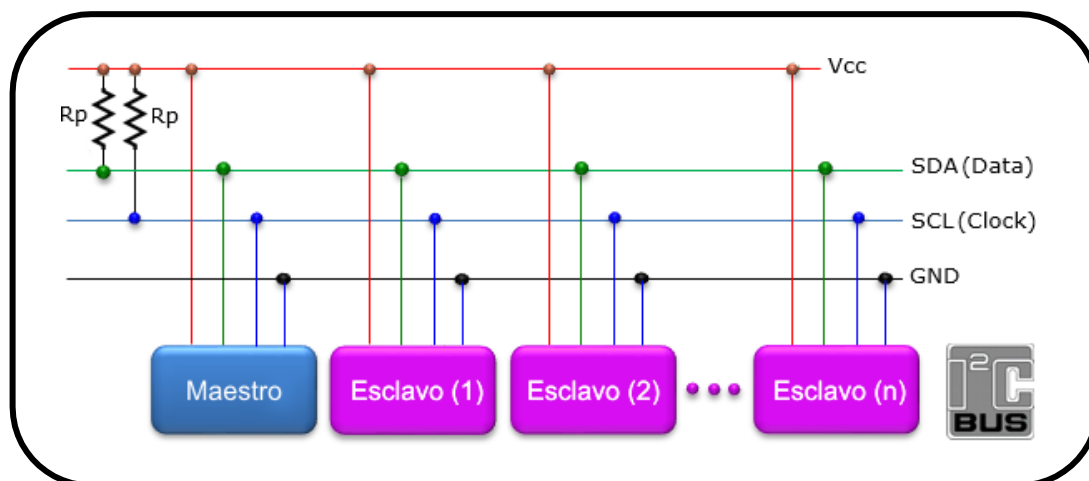 Vcc
Rp Rp
SDA (Data)
SCL (Clock)
GND
Maestro Esclavo (1) Esclavo (2) Esclavo (n)
I²C
BUS